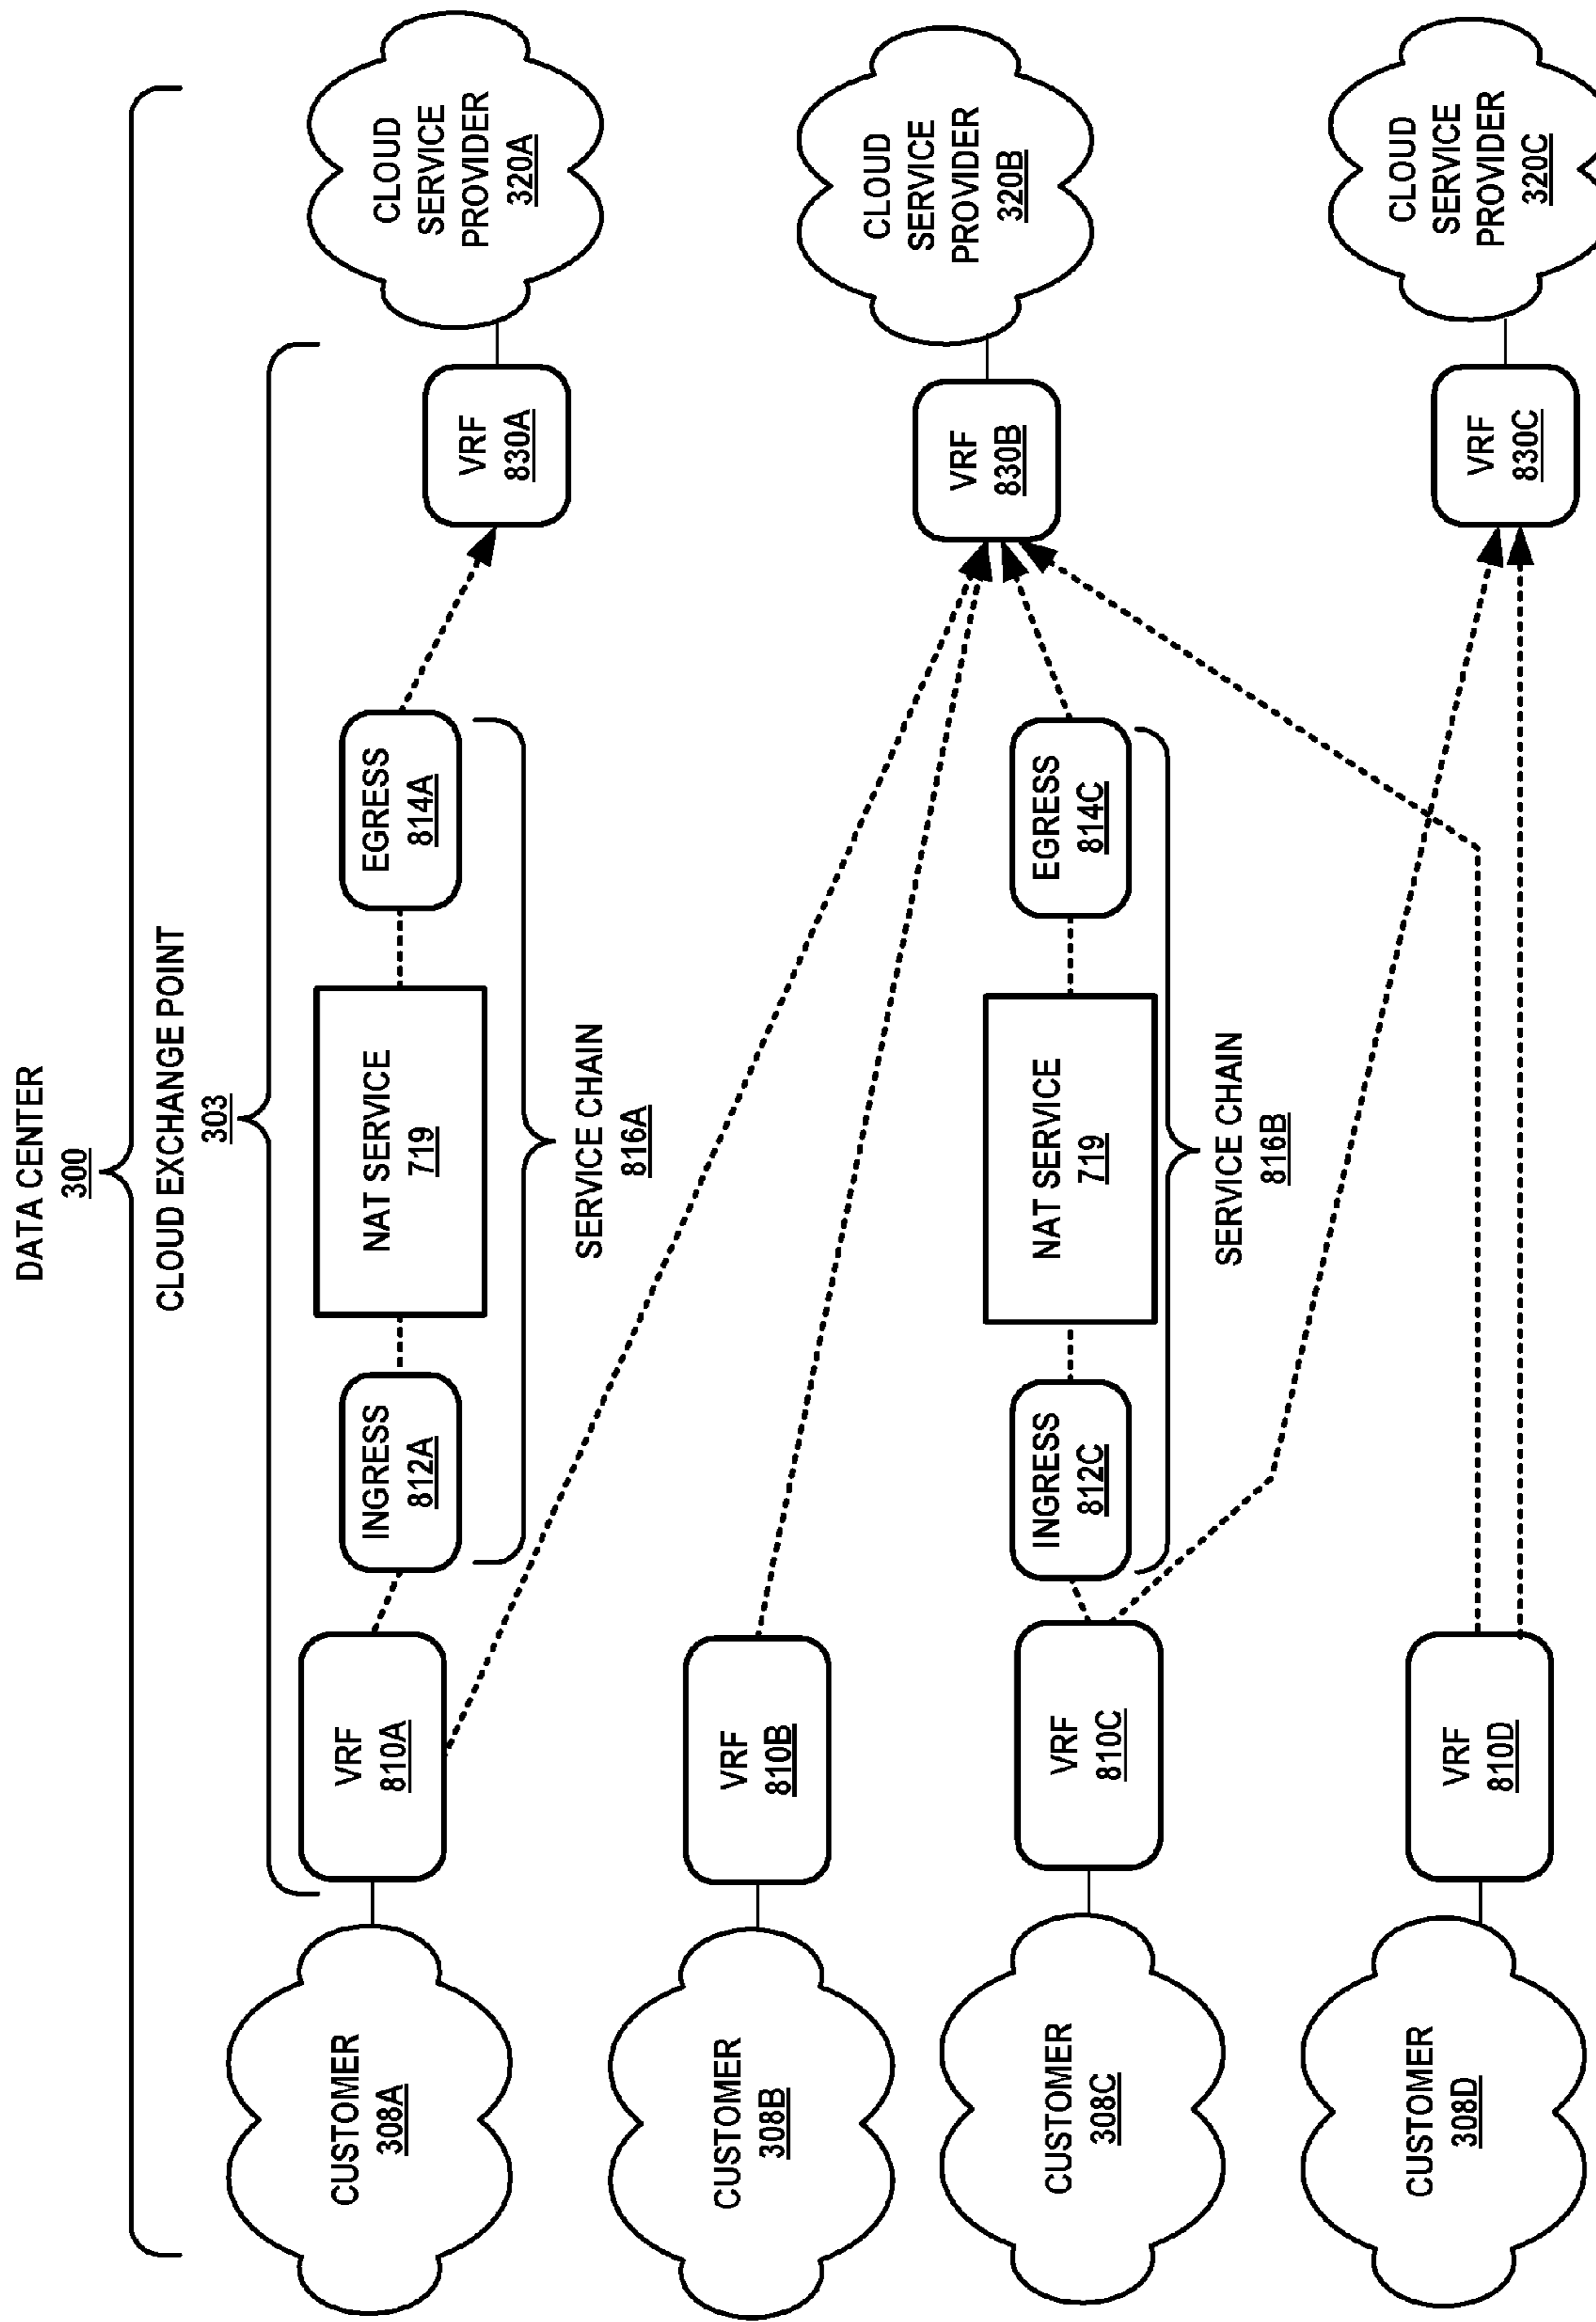 DATA CENTER
300
CLOUD EXCHANGE POINT
303
CUSTOMER
308A
VRF
810A
INGRESS
812A
NAT SERVICE
719
EGRESS
814A
SERVICE CHAIN
816A
VRF
830A
CLOUD
SERVICE
PROVIDER
320A
CUSTOMER
308B
VRF
810B
VRF
830B
CLOUD
SERVICE
PROVIDER
320B
CUSTOMER
308C
VRF
810C
INGRESS
812C
NAT SERVICE
719
EGRESS
814C
SERVICE CHAIN
816B
CUSTOMER
308D
VRF
810D
VRF
830C
CLOUD
SERVICE
PROVIDER
320C